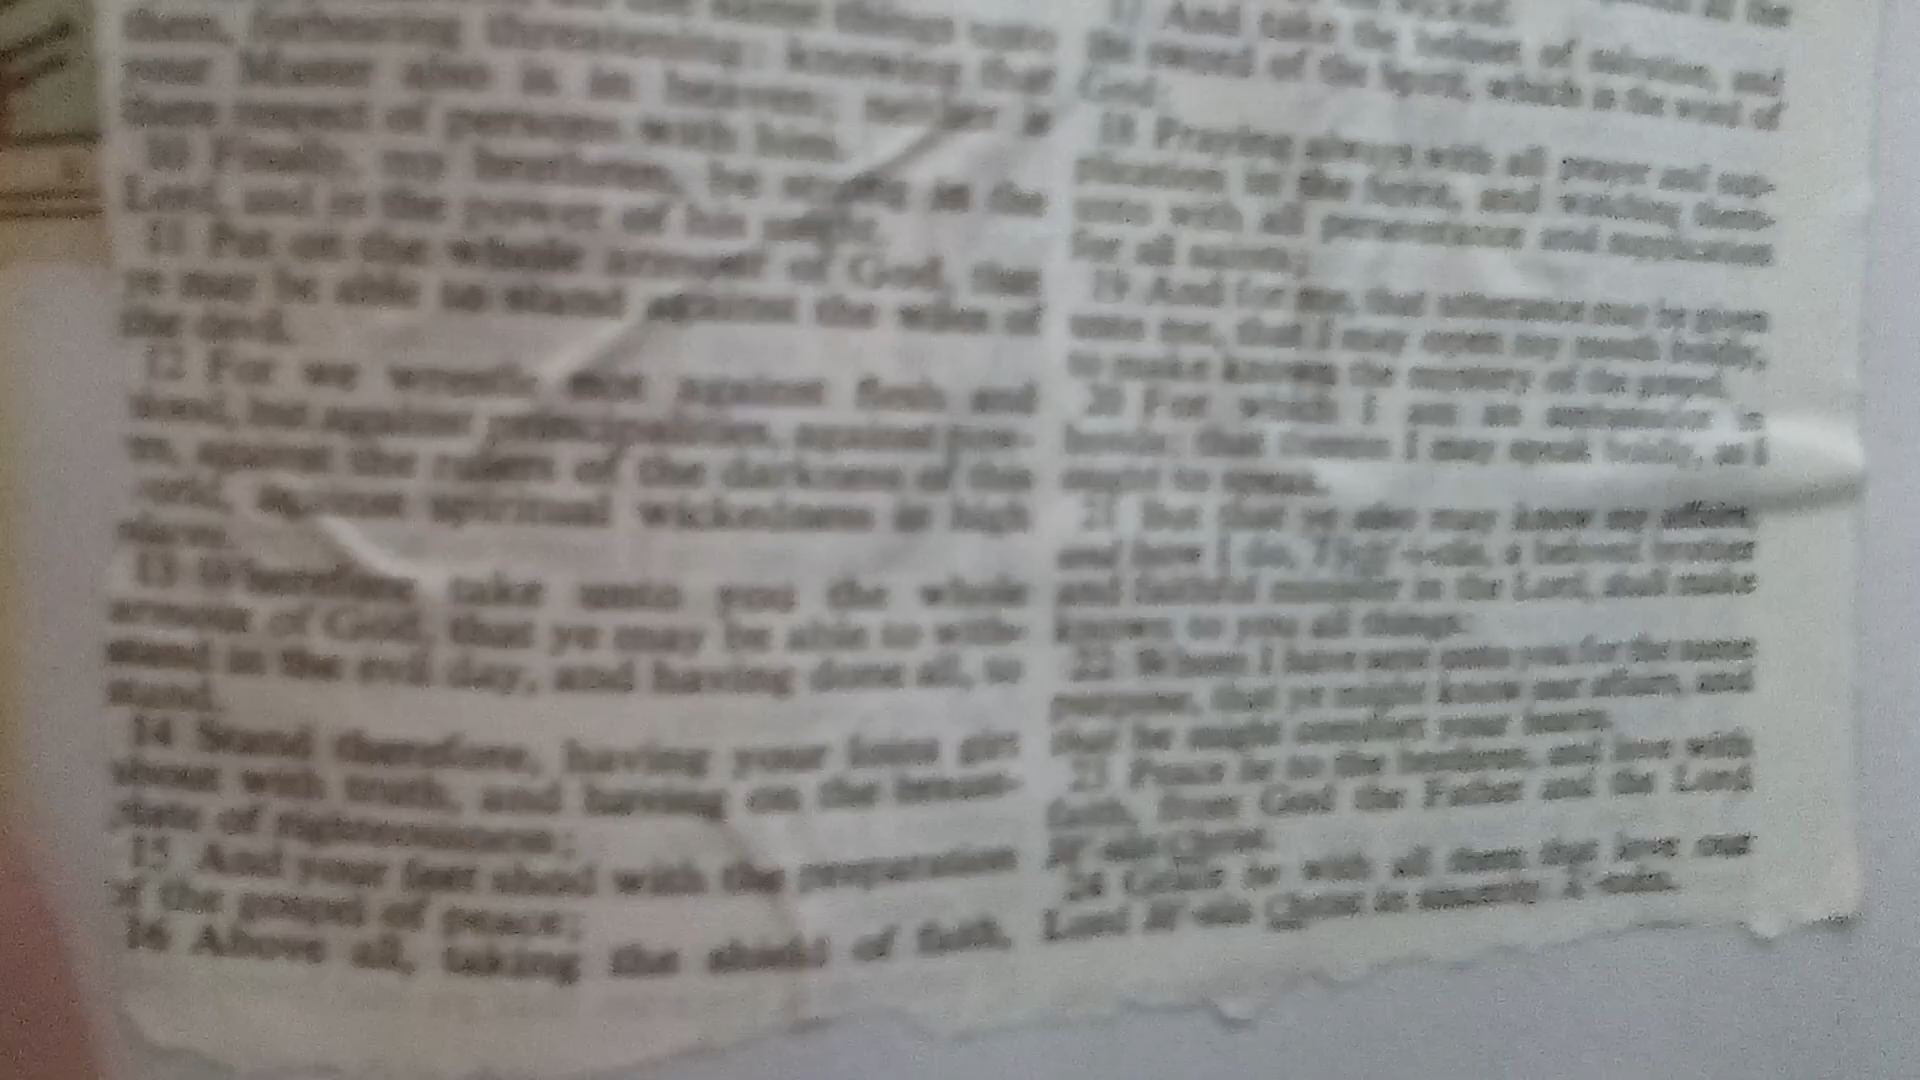 the same things unto
them, forbearing threatening: knowing that
your Master also is in heaven; neither is
there respect of persons with him.
10 Finally, my brethren, be strong in the
Lord, and in the power of his might.
11 Put on the whole armour of God, that
ye may be able to stand against the wiles of
the devil.
12 For we wrestle not against flesh and
blood, but against principalities, against pow-
ers, against the rulers of the darkness of this
world, against spiritual wickedness in high
places.
13 Wherefore take unto you the whole
armour of God, that ye may be able to with-
stand in the evil day, and having done all, to
stand.
14 Stand therefore, having your loins girt
about with truth, and having on the breast-
plate of righteousness;
15 And your feet shod with the preparation
of the gospel of peace;
16 Above all, taking the shield of faith,
17 And take the helmet of salvation, and
the sword of the Spirit, which is the word of
God:
18 Praying always with all prayer and sup-
plication in the Spirit, and watching there-
unto with all perseverance and supplication
for all saints;
19 And for me, that utterance may be given
unto me, that I may open my mouth boldly,
to make known the mystery of the gospel,
20 For which I am an ambassador in
bonds: that therein I may speak boldly, as I
ought to speak.
21 But that ye also may know my affairs,
and how I do, a beloved brother
and faithful minister in the Lord, shall make
known to you all things:
22 Whom I have sent unto you for the same
purpose, that ye might know our affairs, and
that he might comfort your hearts.
23 Peace be to the brethren, and love with
faith, from God the Father and the Lord
Christ.
24 Grace be with all them that love our
Lord Christ in sincerity.